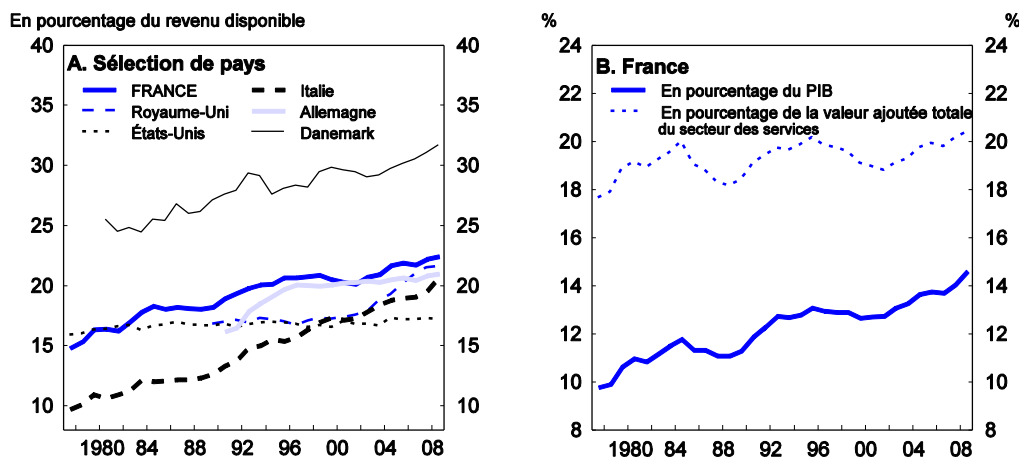 En pourcentage du revenu disponible
40 40
A. Sélection de pays
FRANCE Italie
35 35
Royaume-Uni Allemagne
États-Unis Danemark
30 30
25 25
20 20
15 15
10 10
1980 84 88 92 96 00 04 08
% %
24 24
B. France
22 22
En pourcentage du PIB
En pourcentage de la valeur ajoutée totale
du secteur des services
20 20
18 18
16 16
14 14
12 12
10 10
8 8
1980 84 88 92 96 00 04 08